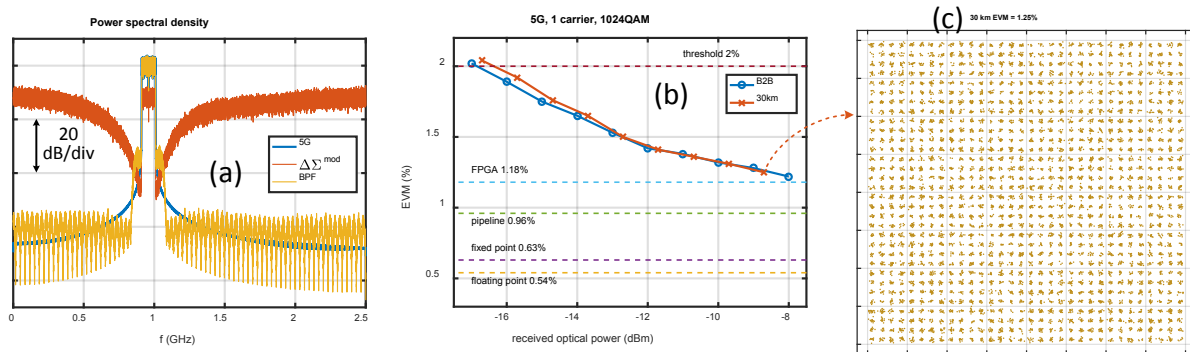 Power spectral density
20
dB/div
(a)
5G
ΔΣ mod
BPF
0
0.5
1
1.5
2
2.5
f (GHz)
5G, 1 carrier, 1024QAM
threshold 2%
(b)
B2B
30km
FPGA 1.18%
pipeline 0.96%
fixed point 0.63%
floating point 0.54%
2
1.5
1
0.5
EVM (%)
-16
-14
-12
-10
-8
received optical power (dBm)
(c)
30 km EVM = 1.25%